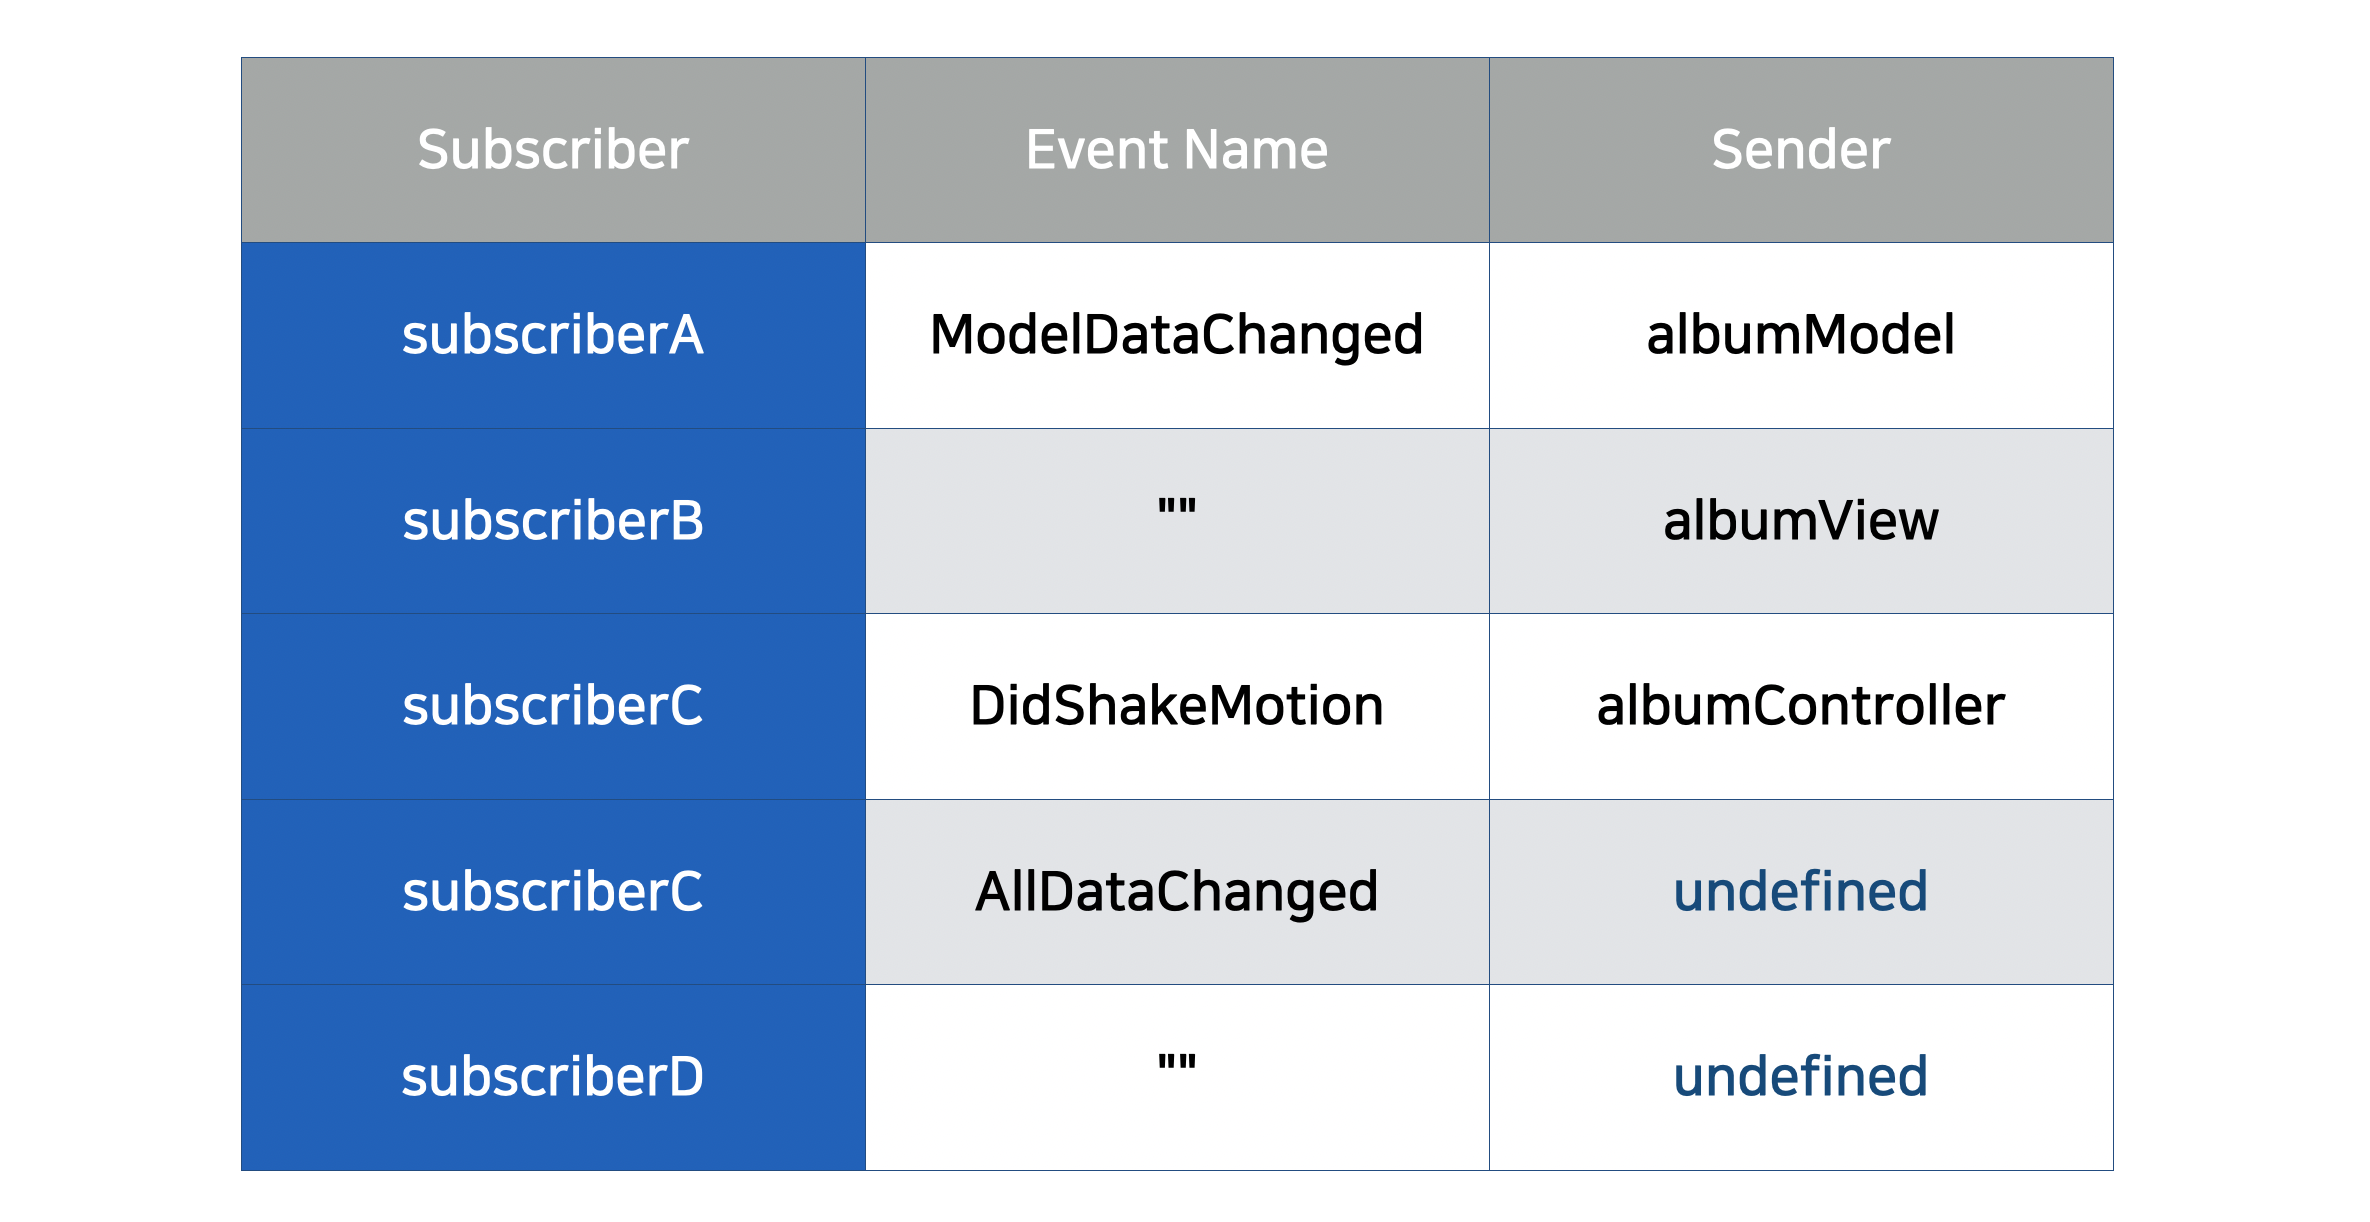 Subscriber Event Name Sender
subscriberA ModelDataChanged albumModel
subscriberB "" albumView
subscriberC DidShakeMotion albumController
subscriberC AllDataChanged undefined
subscriberD "" undefined